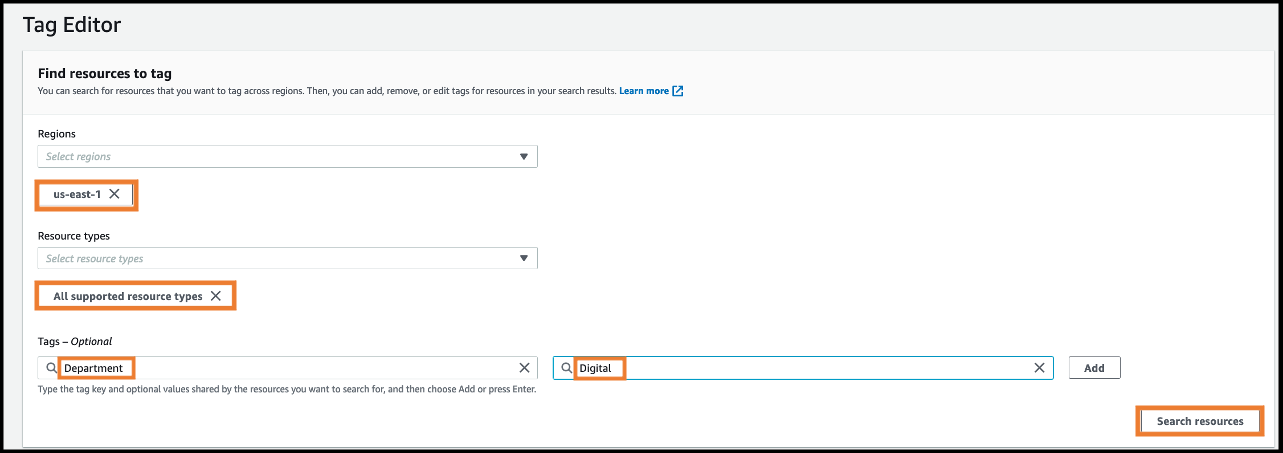 Tag Editor
Find resources to tag
You can search for resources that you want to tag across regions. Then, you can add, remove, or edit tags for resources in your search results. Learn more
Regions
Select regions
us-east-1
Resource types
Select resource types
All supported resource types
Tags – Optional
Department Digital Add
Type the tag key and optional values shared by the resources you want to search for, and then choose Add or press Enter.
Search resources